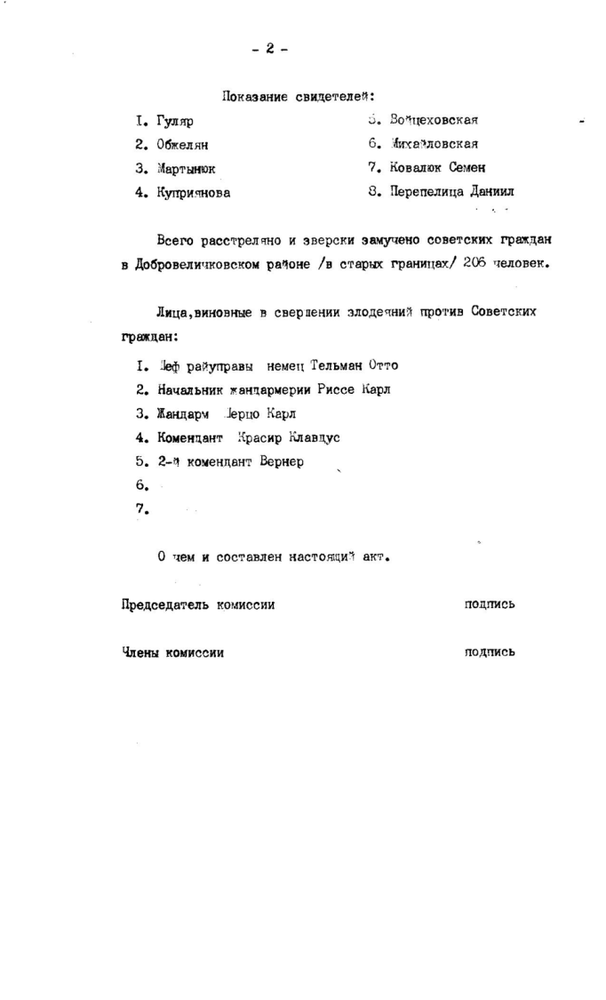 - 2 -
Показание свидетелей:
1. Гуляр
2. Обжелян
3. Мартынюк
4. Куприянова
5. Войцеховская
6. Михайловская
7. Ковалюк Семен
8. Перепелица Даниил
Всего расстреляно и зверски замучено советских граждан
в Добровеличковском районе /в старых границах/ 206 человек.
Лица,виновные в свершении злодеяний против Советских
граждан:
1. Шеф райуправы немец Тельман Отто
2. Начальник жандармерии Риссе Карл
3. Жандарм Карл
4. Комендант Красир Клавдус
5. 2-й комендант Вернер
6.
7.
О чем и составлен настоящий акт.
Председатель комиссии подпись
Члены комиссии подпись